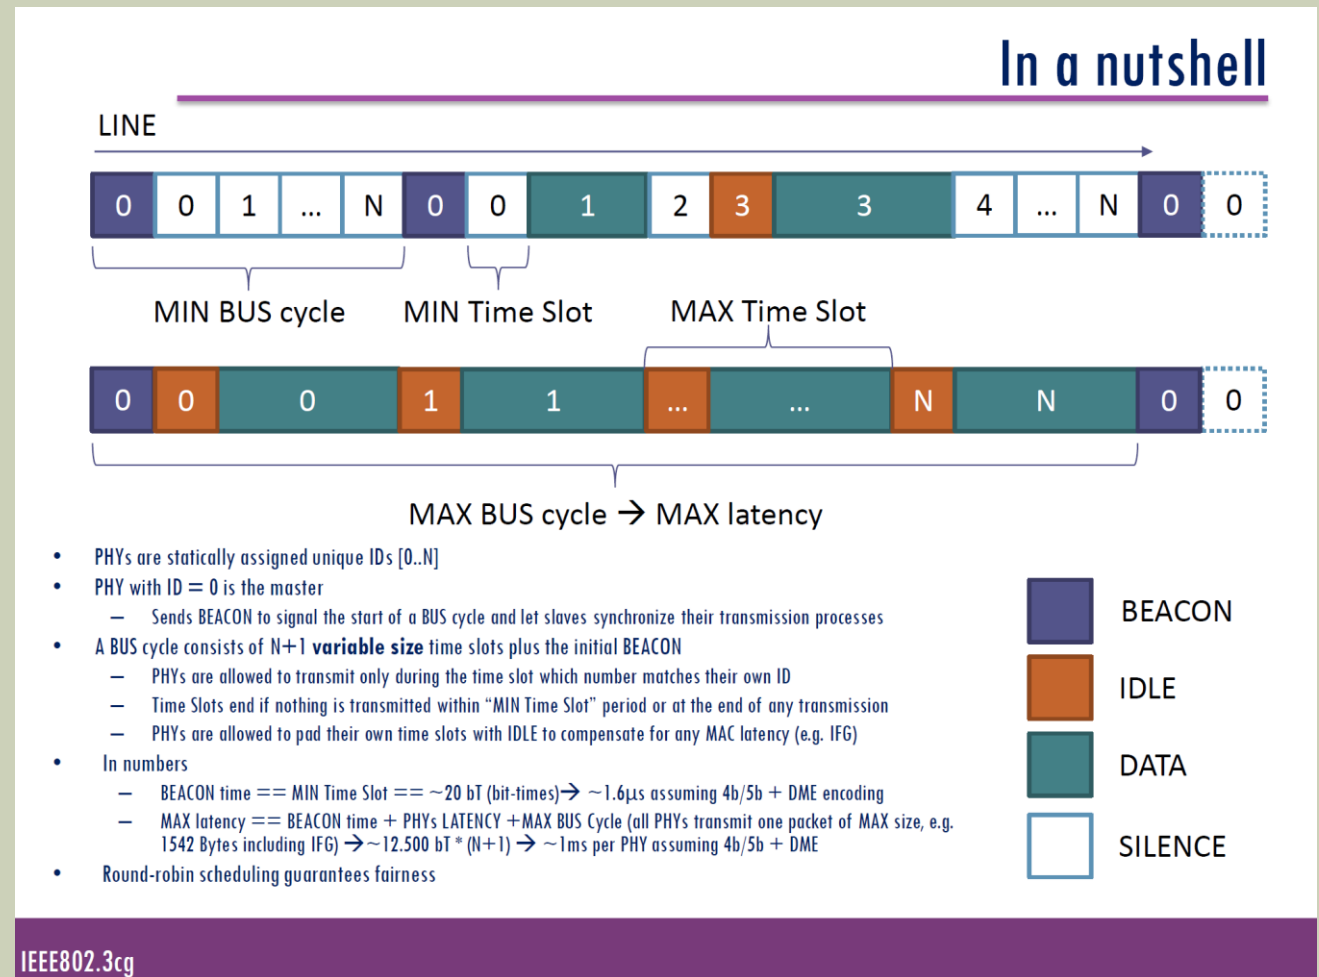 In a nutshell
LINE
0 0 1 ... N 0 0 1 2 3 3 4 ... N 0 0
MIN BUS cycle MIN Time Slot MAX Time Slot
0 0 0 1 1 ... ... N N 0 0
MAX BUS cycle → MAX latency
• PHYs are statically assigned unique IDs [0..N]
• PHY with ID = 0 is the master
– Sends BEACON to signal the start of a BUS cycle and let slaves synchronize their transmission processes
• A BUS cycle consists of N+1 variable size time slots plus the initial BEACON
– PHYs are allowed to transmit only during the time slot which number matches their own ID
– Time Slots end if nothing is transmitted within “MIN Time Slot” period or at the end of any transmission
– PHYs are allowed to pad their own time slots with IDLE to compensate for any MAC latency (e.g. IFG)
• In numbers
– BEACON time == MIN Time Slot == ~20 bT (bit-times)→ ~1.6µs assuming 4b/5b + DME encoding
– MAX latency == BEACON time + PHYs LATENCY +MAX BUS Cycle (all PHYs transmit one packet of MAX size, e.g.
1542 Bytes including IFG) →~12.500 bT * (N+1) → ~1ms per PHY assuming 4b/5b + DME
• Round-robin scheduling guarantees fairness
BEACON
IDLE
DATA
SILENCE
IEEE802.3cg